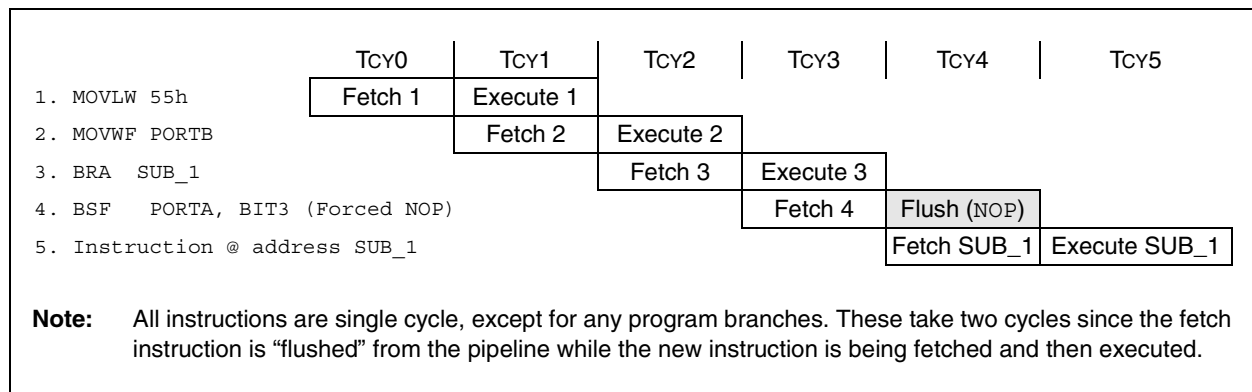 TCY0 TCY1 TCY2 TCY3 TCY4 TCY5
1. MOVLW 55h Fetch 1 Execute 1
2. MOVWF PORTB Fetch 2 Execute 2
3. BRA SUB_1 Fetch 3 Execute 3
4. BSF PORTA, BIT3 (Forced NOP) Fetch 4 Flush (NOP)
5. Instruction @ address SUB_1 Fetch SUB_1 Execute SUB_1
Note: All instructions are single cycle, except for any program branches. These take two cycles since the fetch
instruction is “flushed” from the pipeline while the new instruction is being fetched and then executed.